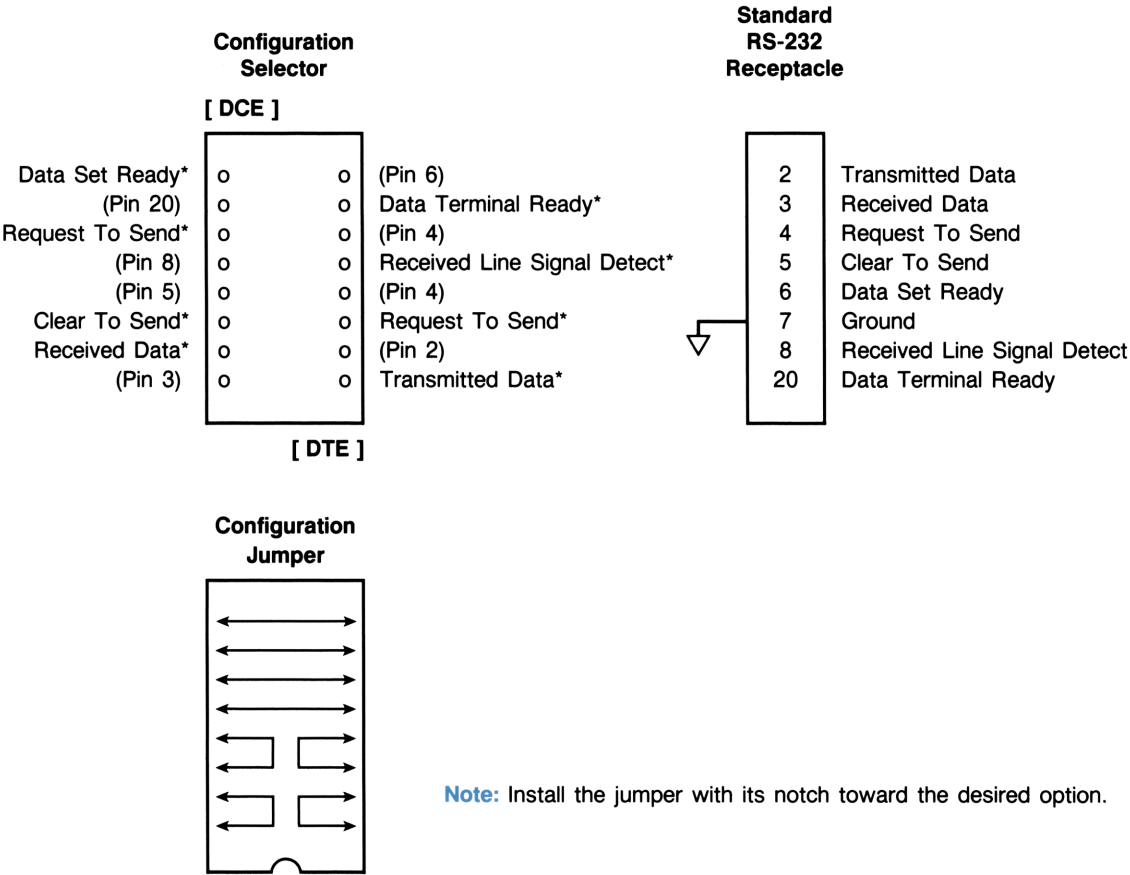 Configuration
Selector
[ DCE ]
Data Set Ready* o o (Pin 6)
(Pin 20) o o Data Terminal Ready*
Request To Send* o o (Pin 4)
(Pin 8) o o Received Line Signal Detect*
(Pin 5) o o (Pin 4)
Clear To Send* o o Request To Send*
Received Data* o o (Pin 2)
(Pin 3) o o Transmitted Data*
[ DTE ]
Standard
RS-232
Receptacle
2 Transmitted Data
3 Received Data
4 Request To Send
5 Clear To Send
6 Data Set Ready
7 Ground
8 Received Line Signal Detect
20 Data Terminal Ready
Configuration
Jumper
Note: Install the jumper with its notch toward the desired option.